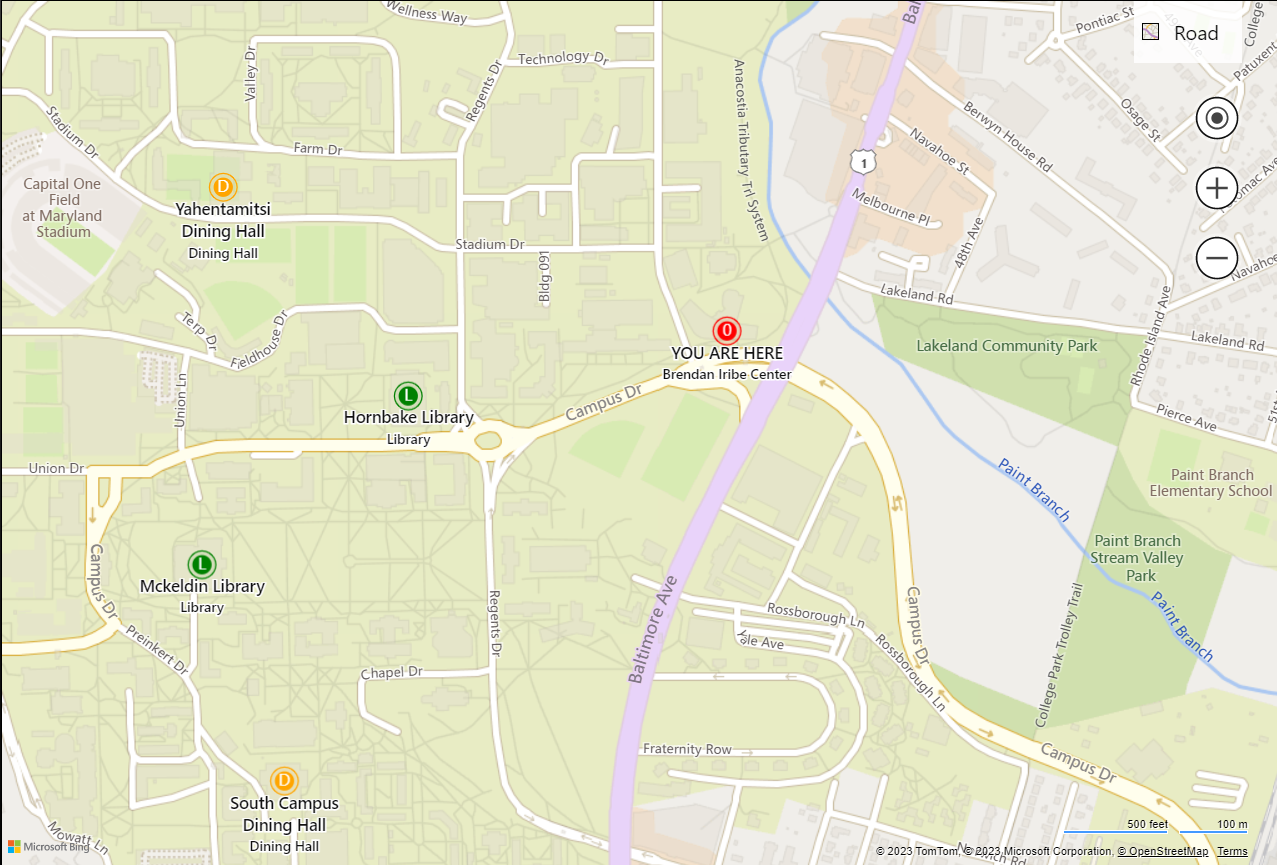 Wellness Way
Bal
Pontiac St
College
Road
Technology Dr
Valley Dr
Regents Dr
Patuxent
Anacostia Tributary Trl System
Berwyn House Rd
Osage St
Stadium Dr
Farm Dr
Navahoe St
1
Capital One
Field
at Maryland
Stadium
D
Yahentamitsi
Dining Hall
Dining Hall
Melbourne Pl
48th Ave
Stadium Dr
Bldg 091
Navahoe
Lakeland Rd
Terp Dr
Fieldhouse Dr
0
YOU ARE HERE
Brendan Iribe Center
Lakeland Community Park
Rhode Island Ave
Lakeland Rd
Union Ln
L
Hornbake Library
Library
Campus Dr
Pierce Ave
51st
Union Dr
Paint Branch
Paint Branch
Elementary School
Campus Dr
L
Mckeldin Library
Library
Paint Branch
Stream Valley
Park
Paint Branch
Regents Dr
Baltimore Ave
Rossborough Ln
Yale Ave
Campus Dr
Rossborough Ln
College Park Trolley Trail
Preinkert Dr
Chapel Dr
Fraternity Row
Campus Dr
D
South Campus
Dining Hall
Dining Hall
Mowatt Ln
Microsoft Bing
500 feet
100 m
© 2023 TomTom, © 2023 Microsoft Corporation, © OpenStreetMap Terms